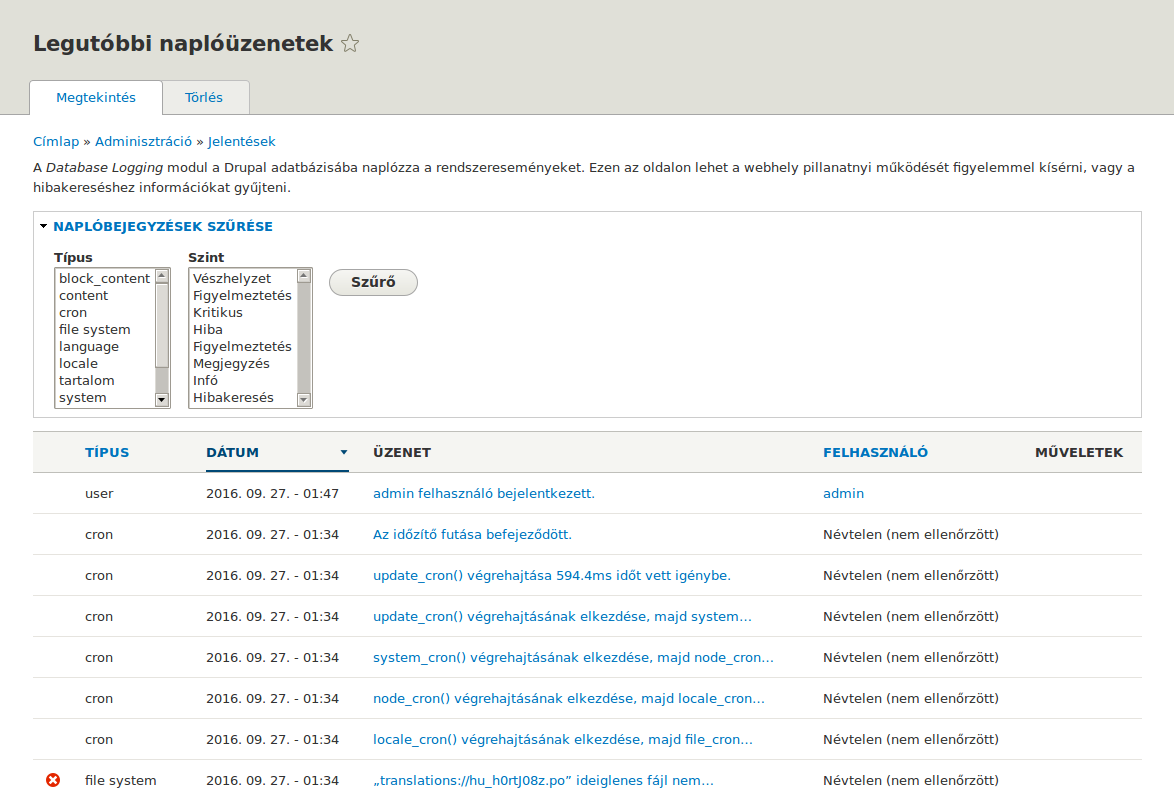 Legutóbbi naplóüzenetek
Megtekintés Törlés
Címlap » Adminisztráció » Jelentések
A Database Logging modul a Drupal adatbázisába naplózza a rendszereseményeket. Ezen az oldalon lehet a webhely pillanatnyi működését figyelemmel kísérni, vagy a
hibakereséshez információkat gyűjteni.
NAPLÓBEJEGYZÉSEK SZŰRÉSE
Típus
block_content
content
cron
file system
language
locale
tartalom
system
Szint
Vészhelyzet
Figyelmeztetés
Kritikus
Hiba
Figyelmeztetés
Megjegyzés
Infó
Hibakeresés
Szűrő
TÍPUS DÁTUM ÜZENET FELHASZNÁLÓ MŰVELETEK
user 2016. 09. 27. - 01:47 admin felhasználó bejelentkezett. admin
cron 2016. 09. 27. - 01:34 Az időzítő futása befejeződött. Névtelen (nem ellenőrzött)
cron 2016. 09. 27. - 01:34 update_cron() végrehajtása 594.4ms időt vett igénybe. Névtelen (nem ellenőrzött)
cron 2016. 09. 27. - 01:34 update_cron() végrehajtásának elkezdése, majd system… Névtelen (nem ellenőrzött)
cron 2016. 09. 27. - 01:34 system_cron() végrehajtásának elkezdése, majd node_cron… Névtelen (nem ellenőrzött)
cron 2016. 09. 27. - 01:34 node_cron() végrehajtásának elkezdése, majd locale_cron… Névtelen (nem ellenőrzött)
cron 2016. 09. 27. - 01:34 locale_cron() végrehajtásának elkezdése, majd file_cron… Névtelen (nem ellenőrzött)
file system 2016. 09. 27. - 01:34 „translations://hu_h0rtJ08z.po” ideiglenes fájl nem… Névtelen (nem ellenőrzött)